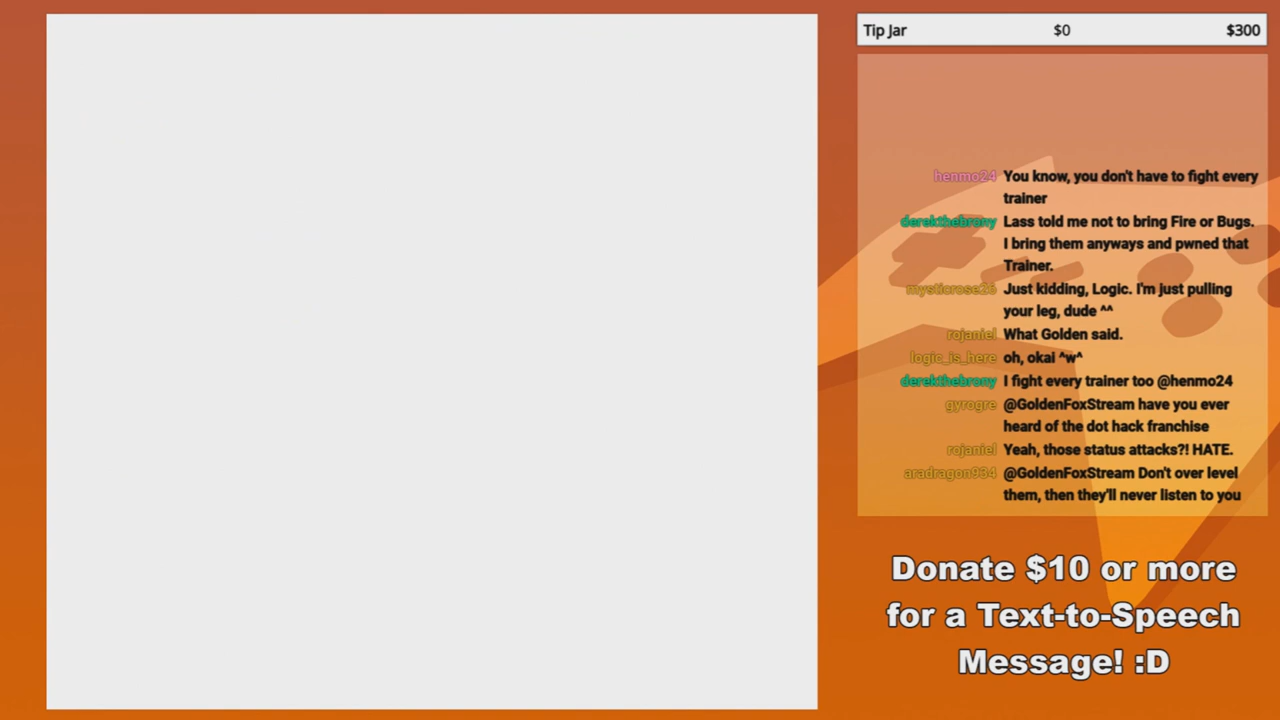 Tip Jar $0 $300
henmo24 You know, you don't have to fight every
trainer
derekthebrony Lass told me not to bring Fire or Bugs.
I bring them anyways and pwned that
Trainer.
mysticrose26 Just kidding, Logic. I'm just pulling
your leg, dude ^^
rojaniel What Golden said.
logic_is_here oh, okai ^w^
derekthebrony I fight every trainer too @henmo24
gyrogre @GoldenFoxStream have you ever
heard of the dot hack franchise
rojaniel Yeah, those status attacks?! HATE.
aradragon934 @GoldenFoxStream Don't over level
them, then they'll never listen to you
Donate $10 or more
for a Text-to-Speech
Message! :D